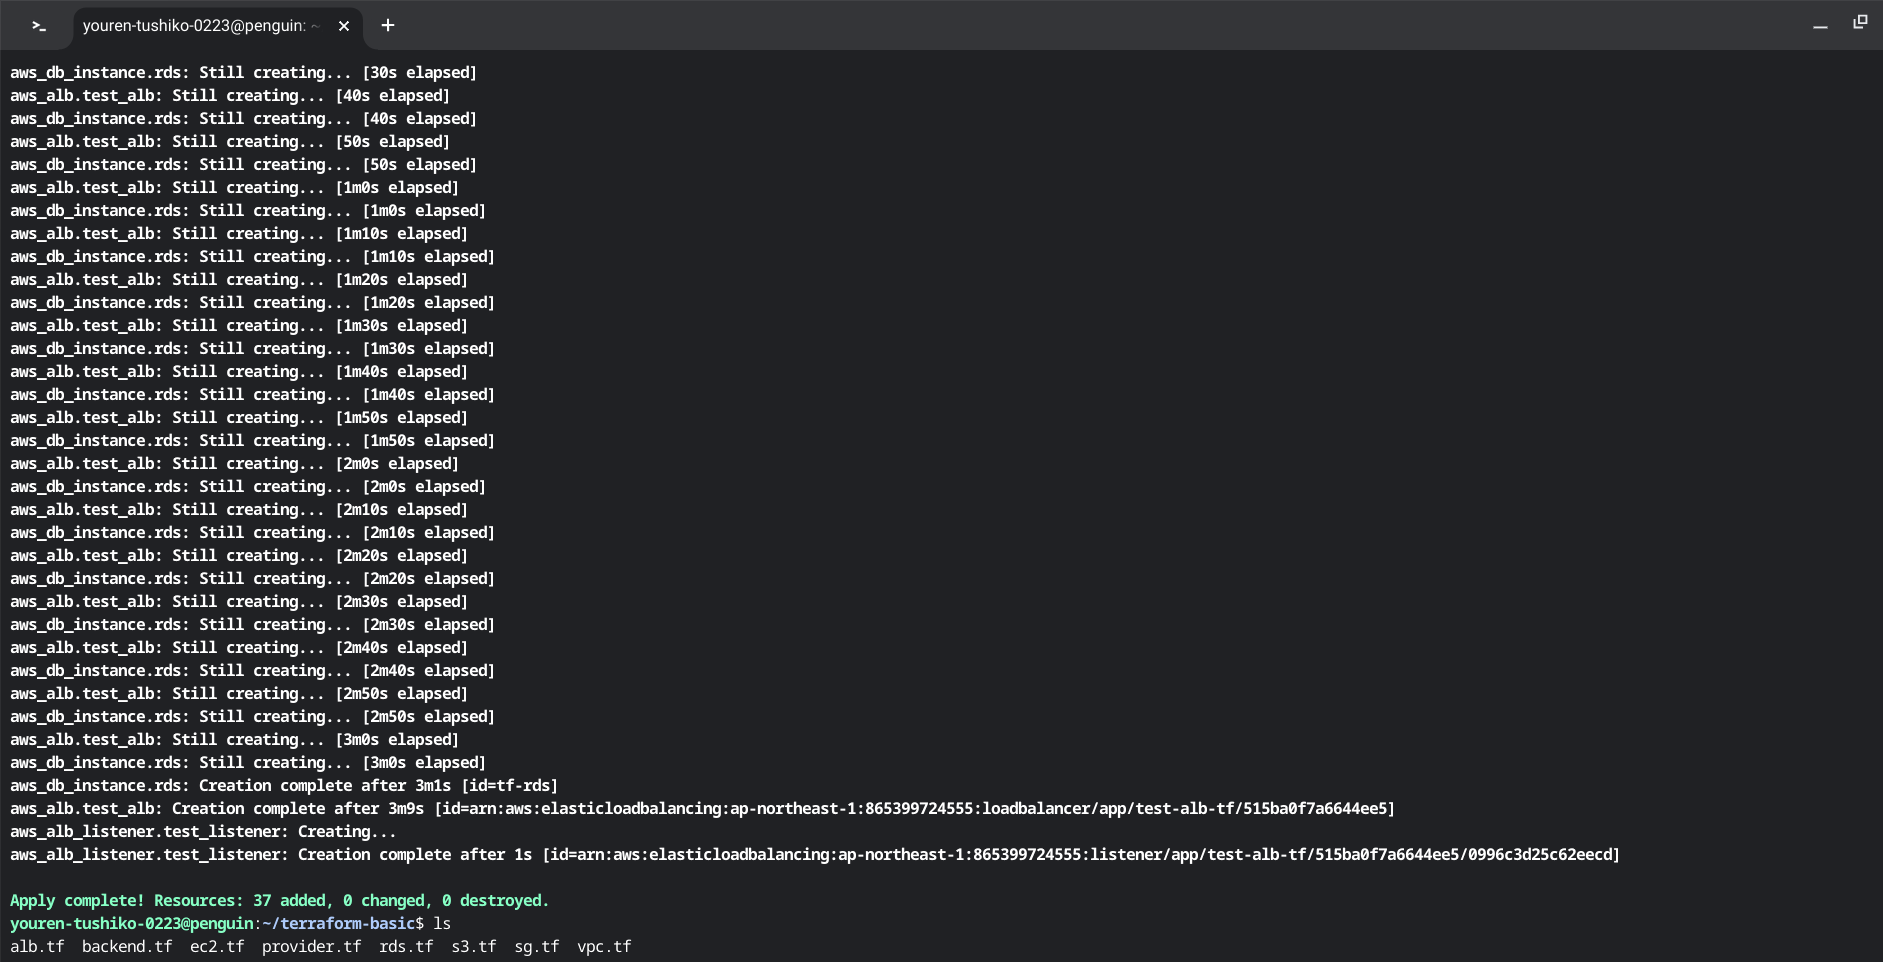 youren-tushiko-0223@penguin: ~
aws_db_instance.rds: Still creating... [30s elapsed]
aws_alb.test_alb: Still creating... [40s elapsed]
aws_db_instance.rds: Still creating... [40s elapsed]
aws_alb.test_alb: Still creating... [50s elapsed]
aws_db_instance.rds: Still creating... [50s elapsed]
aws_alb.test_alb: Still creating... [1m0s elapsed]
aws_db_instance.rds: Still creating... [1m0s elapsed]
aws_alb.test_alb: Still creating... [1m10s elapsed]
aws_db_instance.rds: Still creating... [1m10s elapsed]
aws_alb.test_alb: Still creating... [1m20s elapsed]
aws_db_instance.rds: Still creating... [1m20s elapsed]
aws_alb.test_alb: Still creating... [1m30s elapsed]
aws_db_instance.rds: Still creating... [1m30s elapsed]
aws_alb.test_alb: Still creating... [1m40s elapsed]
aws_db_instance.rds: Still creating... [1m40s elapsed]
aws_alb.test_alb: Still creating... [1m50s elapsed]
aws_db_instance.rds: Still creating... [1m50s elapsed]
aws_alb.test_alb: Still creating... [2m0s elapsed]
aws_db_instance.rds: Still creating... [2m0s elapsed]
aws_alb.test_alb: Still creating... [2m10s elapsed]
aws_db_instance.rds: Still creating... [2m10s elapsed]
aws_alb.test_alb: Still creating... [2m20s elapsed]
aws_db_instance.rds: Still creating... [2m20s elapsed]
aws_alb.test_alb: Still creating... [2m30s elapsed]
aws_db_instance.rds: Still creating... [2m30s elapsed]
aws_alb.test_alb: Still creating... [2m40s elapsed]
aws_db_instance.rds: Still creating... [2m40s elapsed]
aws_alb.test_alb: Still creating... [2m50s elapsed]
aws_db_instance.rds: Still creating... [2m50s elapsed]
aws_alb.test_alb: Still creating... [3m0s elapsed]
aws_db_instance.rds: Still creating... [3m0s elapsed]
aws_db_instance.rds: Creation complete after 3m1s [id=tf-rds]
aws_alb.test_alb: Creation complete after 3m9s [id=arn:aws:elasticloadbalancing:ap-northeast-1:865399724555:loadbalancer/app/test-alb-tf/515ba0f7a6644ee5]
aws_alb_listener.test_listener: Creating...
aws_alb_listener.test_listener: Creation complete after 1s [id=arn:aws:elasticloadbalancing:ap-northeast-1:865399724555:listener/app/test-alb-tf/515ba0f7a6644ee5/0996c3d25c62eecd]
Apply complete! Resources: 37 added, 0 changed, 0 destroyed.
youren-tushiko-0223@penguin:~/terraform-basic$ ls
alb.tf  backend.tf  ec2.tf  provider.tf  rds.tf  s3.tf  sg.tf  vpc.tf